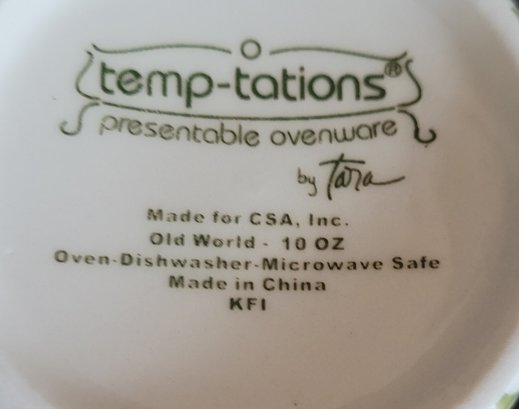 temp-tations®
presentable ovenware
by Tara
Made for CSA, Inc.
Old World - 10 OZ
Oven-Dishwasher-Microwave Safe
Made in China
KFI